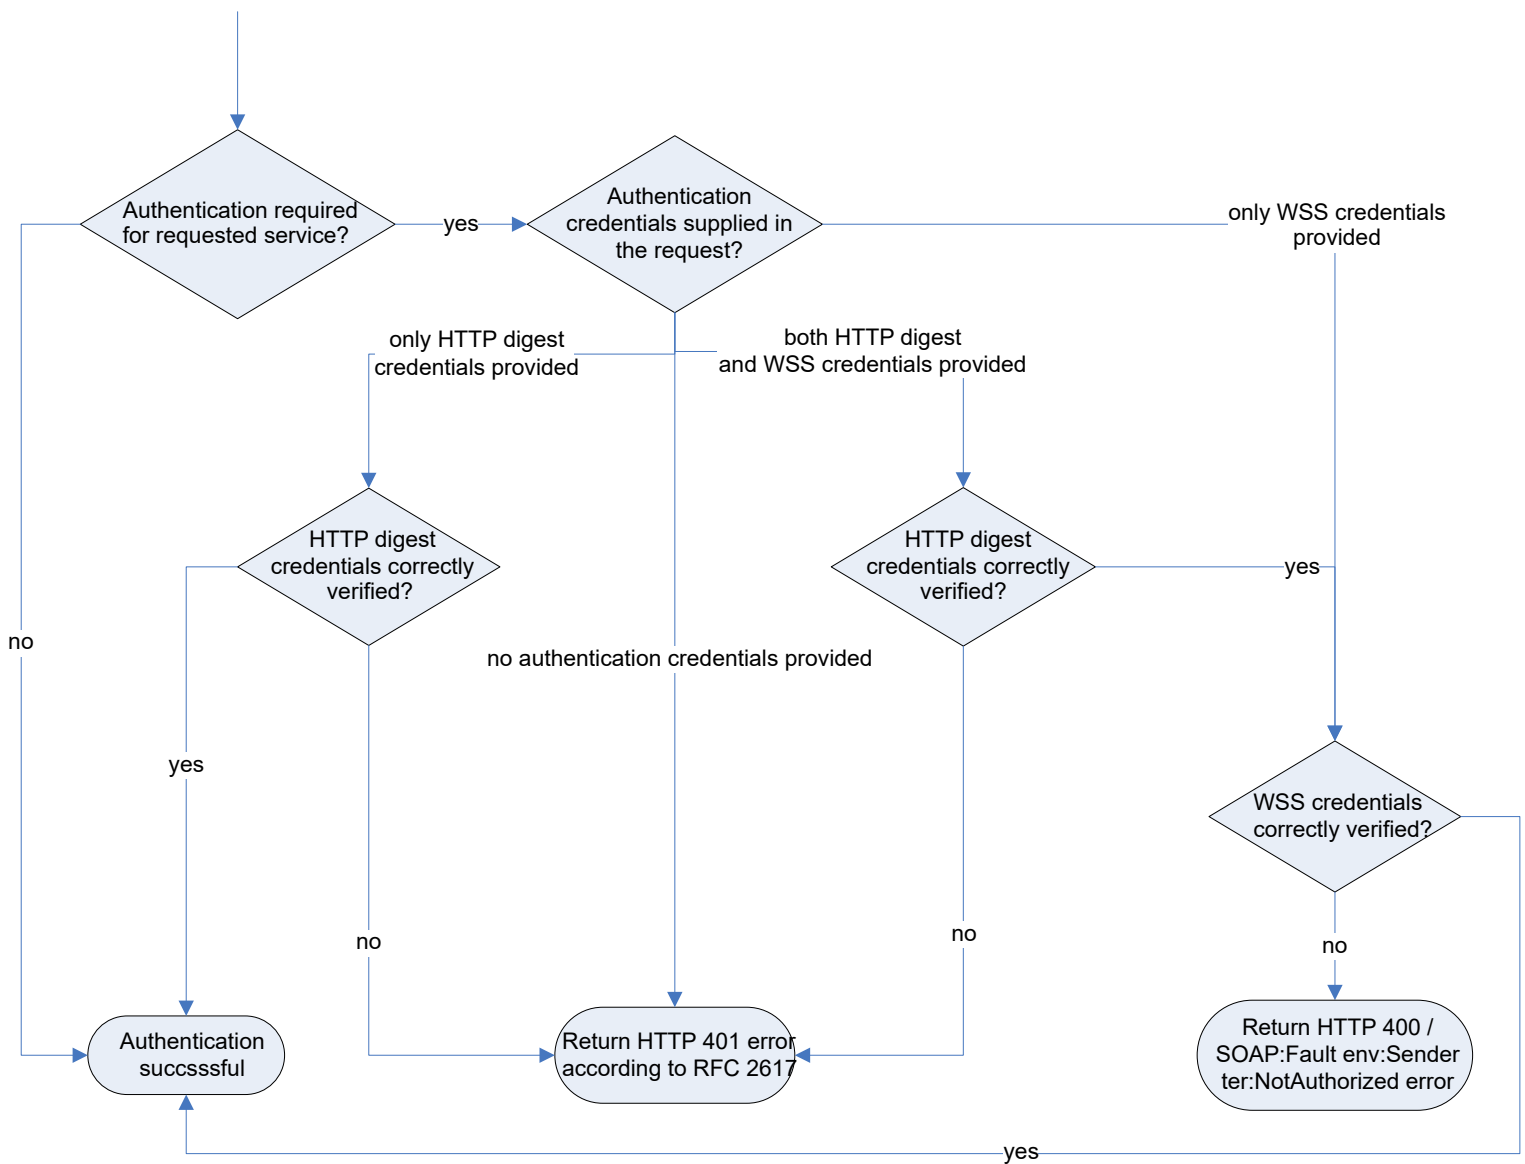 Authentication required
for requested service?
yes
Authentication
credentials supplied in
the request?
only WSS credentials
provided
only HTTP digest
credentials provided
both HTTP digest
and WSS credentials provided
HTTP digest
credentials correctly
verified?
HTTP digest
credentials correctly
verified?
yes
no
no authentication credentials provided
yes
WSS credentials
correctly verified?
no
no
no
Authentication
succsssful
Return HTTP 401 error
according to RFC 2617
Return HTTP 400 /
SOAP:Fault env:Sender
ter:NotAuthorized error
yes